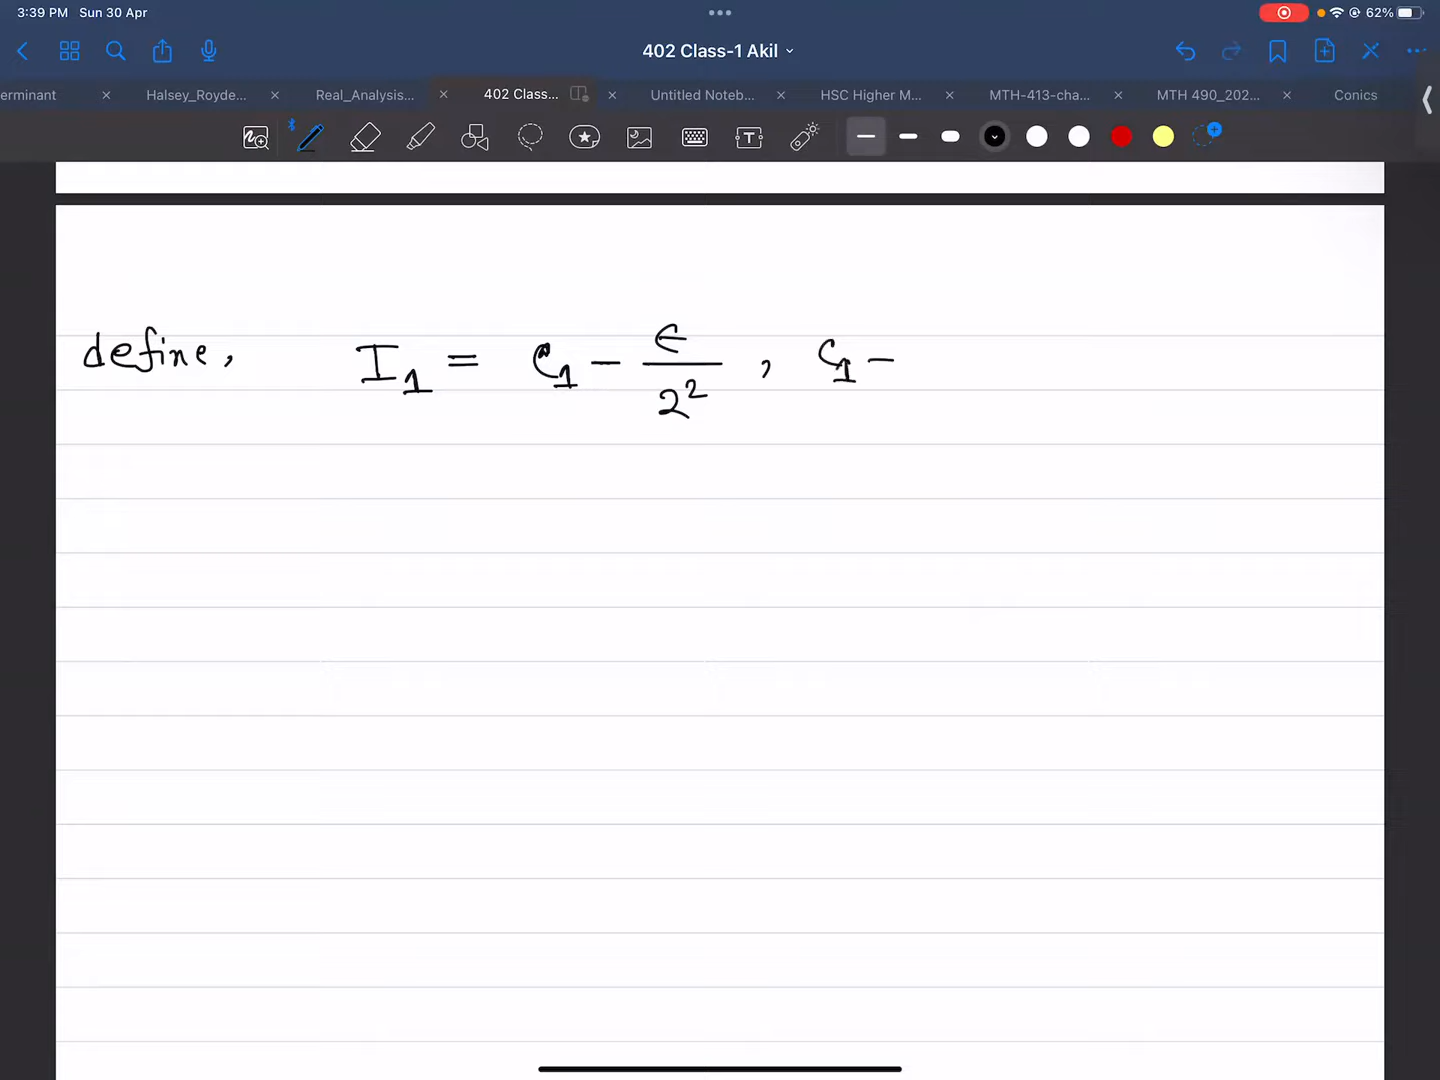 3:39 PM Sun 30 Apr
62%
402 Class-1 Akil
erminant
Halsey_Royde...
Real_Analysis...
402 Class...
Untitled Noteb...
HSC Higher M...
MTH-413-cha...
MTH 490_202...
Conics
define, I₁ = C₁ - ϵ/2², C₁ -